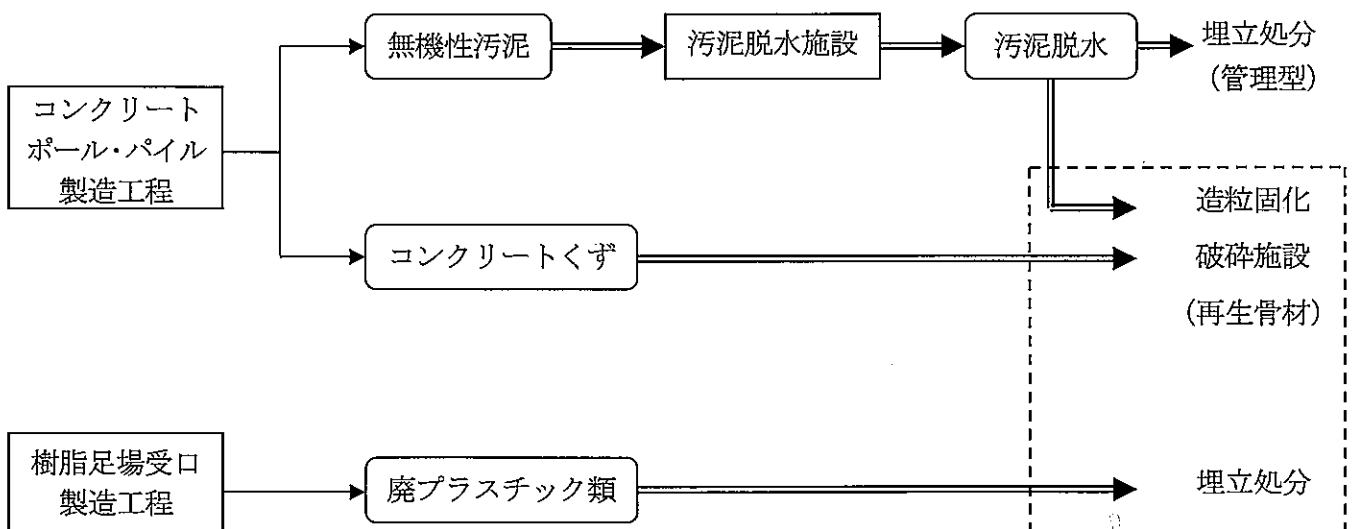 無機性汚泥
汚泥脱水施設
汚泥脱水
埋立処分
(管理型)
コンクリート
ポール・パイル
製造工程
造粒固化
コンクリートくず
破砕施設
(再生骨材)
樹脂足場受口
製造工程
廃プラスチック類
埋立処分